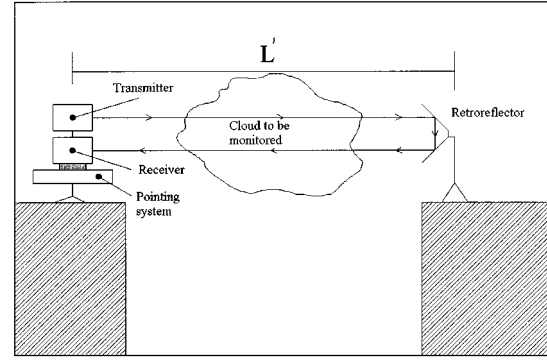 L'
Transmitter
Retroreflector
Cloud to be
monitored
Receiver
Pointing
system